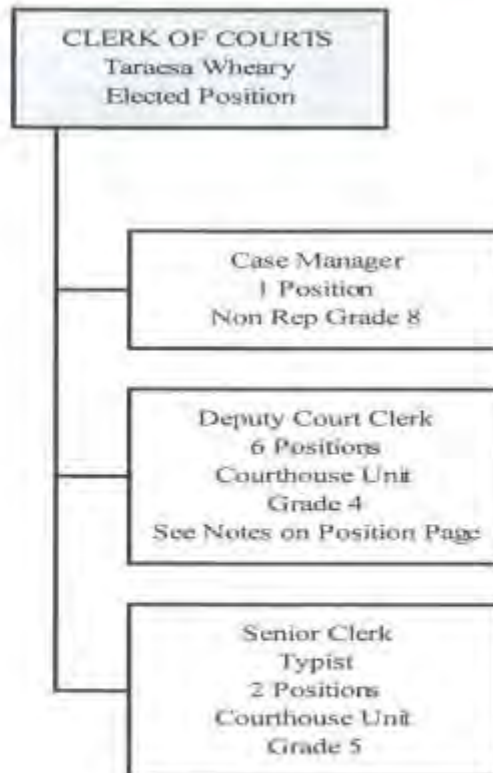 CLERK OF COURTS
Taraesa Wheary
Elected Position
Case Manager
1 Position
Non Rep Grade 8
Deputy Court Clerk
6 Positions
Courthouse Unit
Grade 4
See Notes on Position Page
Senior Clerk
Typist
2 Positions
Courthouse Unit
Grade 5